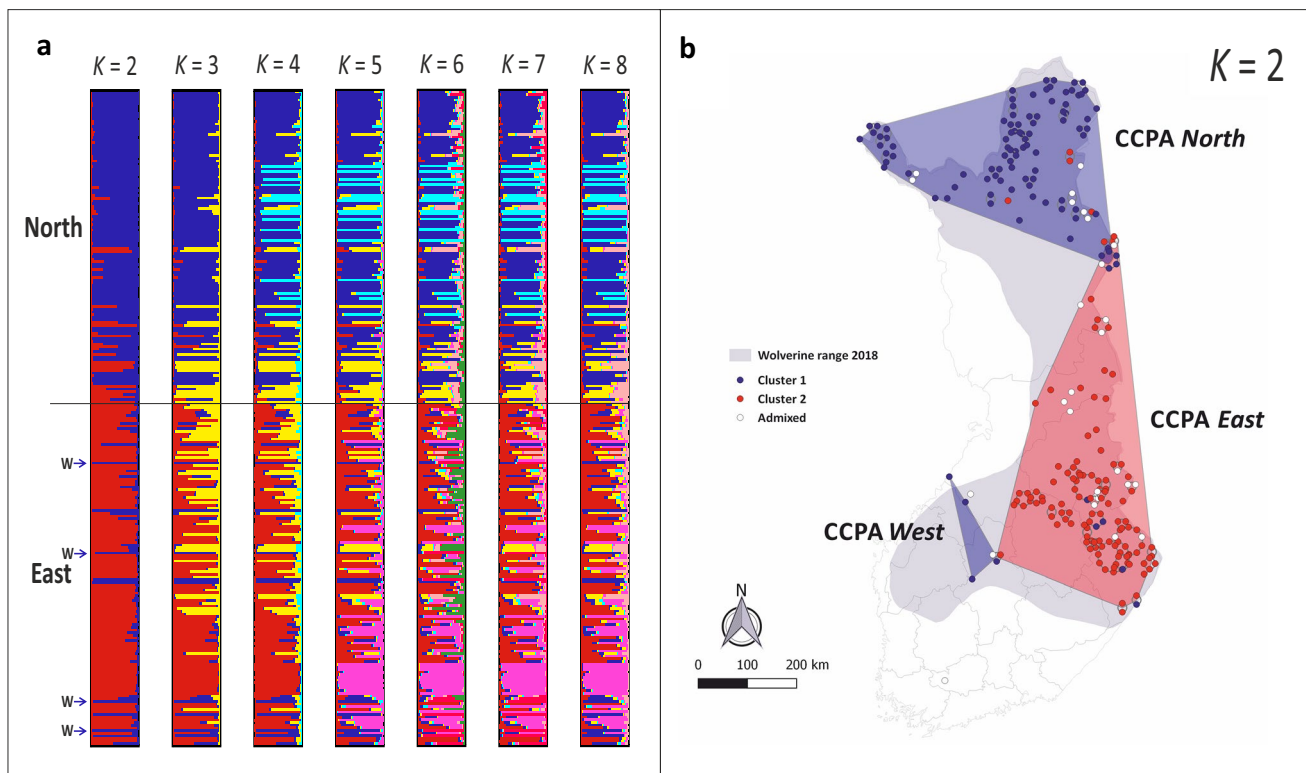 a
K = 2 K = 3 K = 4 K = 5 K = 6 K = 7 K = 8
North
W
W
East
W
W
b
K = 2
CCPA North
Wolverine range 2018
Cluster 1
Cluster 2
Admixed
CCPA East
CCPA West
N
0 100 200 km